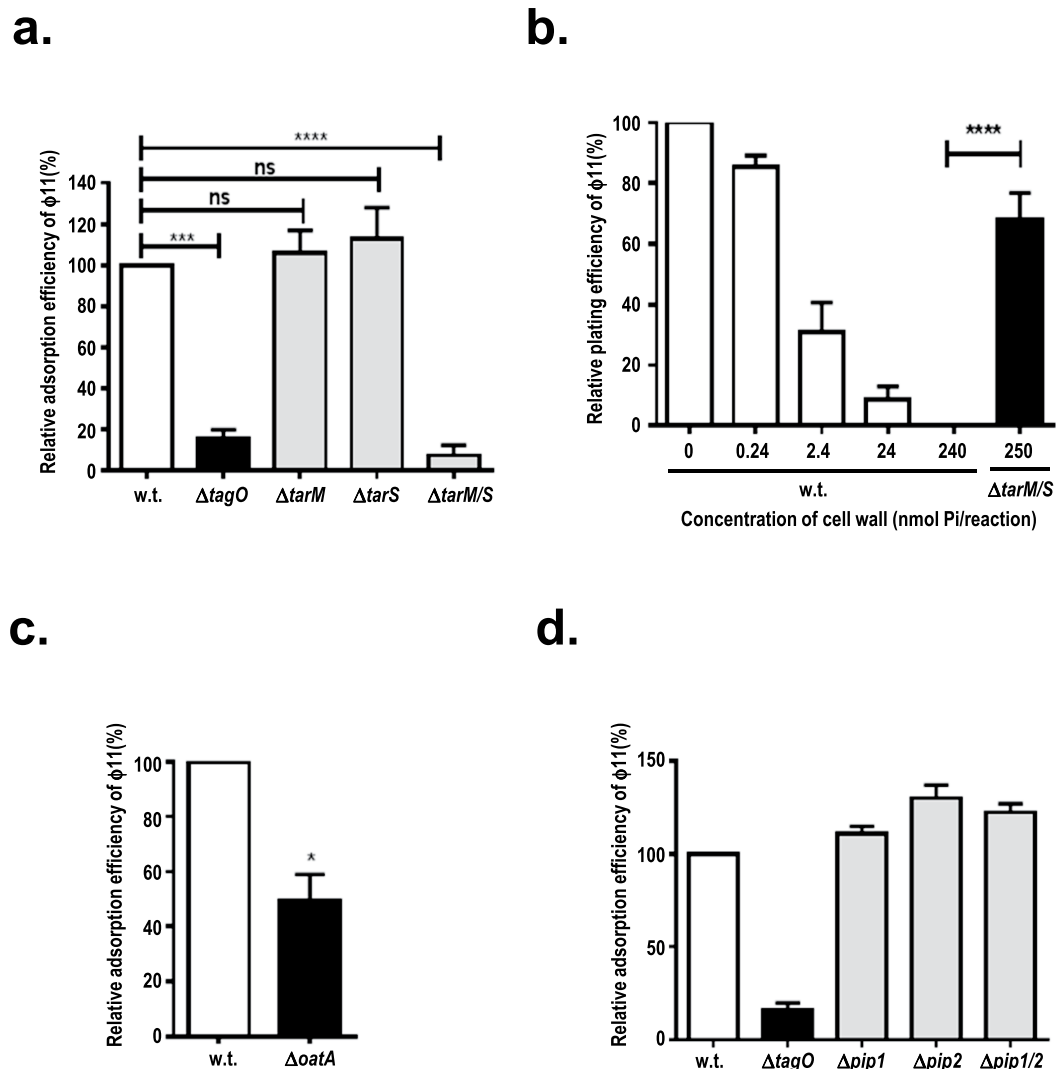 a.
Relative adsorption efficiency of ϕ11(%)
140
120
100
80
60
40
20
0
****
ns
ns
***
w.t. ΔtagO ΔtarM ΔtarS ΔtarM/S
b.
Relative plating efficiency of ϕ11(%)
100
80
60
40
20
0
****
0 0.24 2.4 24 240 250
w.t. ΔtarM/S
Concentration of cell wall (nmol Pi/reaction)
c.
Relative adsorption efficiency of ϕ11(%)
100
80
60
40
20
0
*
w.t. ΔoatA
d.
Relative adsorption efficiency of ϕ11(%)
150
100
50
0
w.t. ΔtagO Δpip1 Δpip2 Δpip1/2